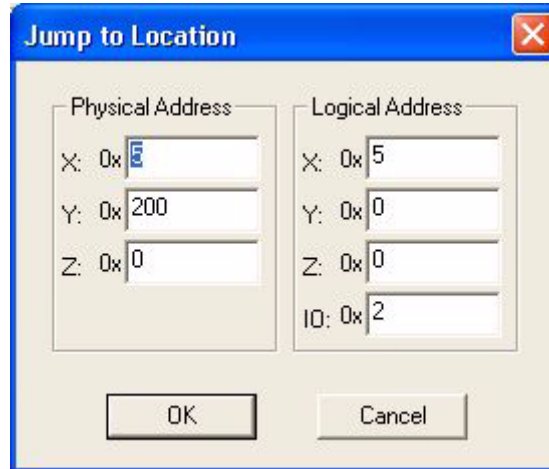 Jump to Location
Physical Address
X: 0x 5
Y: 0x 200
Z: 0x 0
Logical Address
X: 0x 5
Y: 0x 0
Z: 0x 0
IO: 0x 2
OK
Cancel